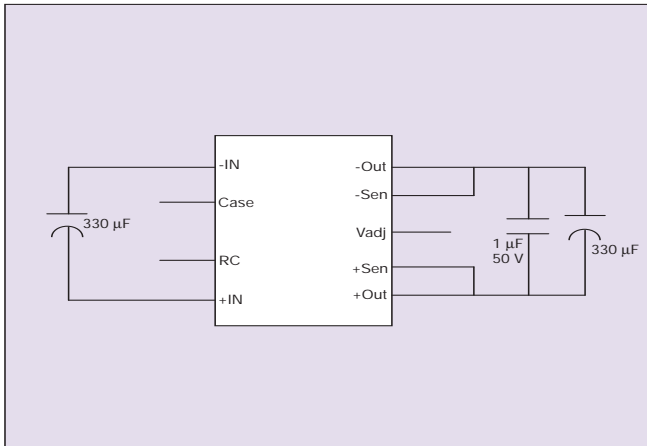 -IN
Case
RC
+IN
-Out
-Sen
Vadj
+Sen
+Out
330 µF
1 µF
50 V
330 µF